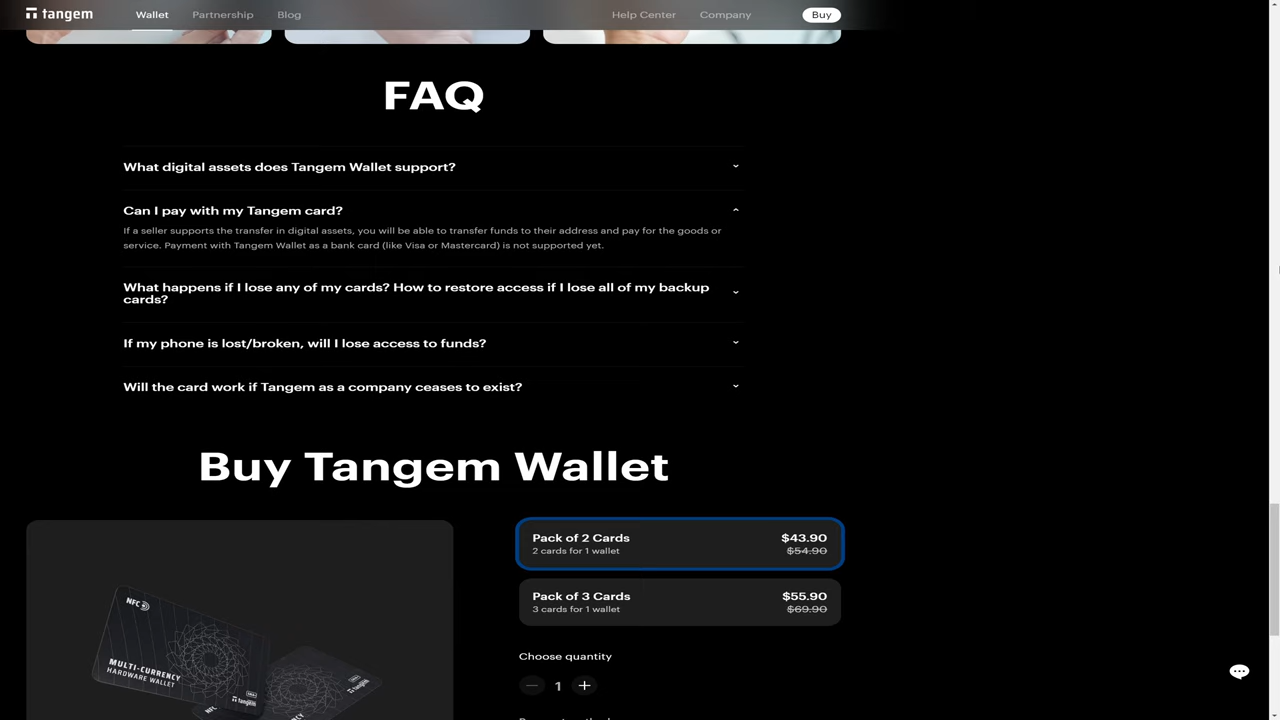 tangem
Wallet
Partnership
Blog
Help Center
Company
Buy
FAQ
What digital assets does Tangem Wallet support?
Can I pay with my Tangem card?
If a seller supports the transfer in digital assets, you will be able to transfer funds to their address and pay for the goods or
service. Payment with Tangem Wallet as a bank card (like Visa or Mastercard) is not supported yet.
What happens if I lose any of my cards? How to restore access if I lose all of my backup
cards?
If my phone is lost/broken, will I lose access to funds?
Will the card work if Tangem as a company ceases to exist?
Buy Tangem Wallet
Pack of 2 Cards
$43.90
2 cards for 1 wallet
$54.90
Pack of 3 Cards
$55.90
3 cards for 1 wallet
$69.90
Choose quantity
1
NFC
MULTI-CURRENCY
HARDWARE WALLET
tangem